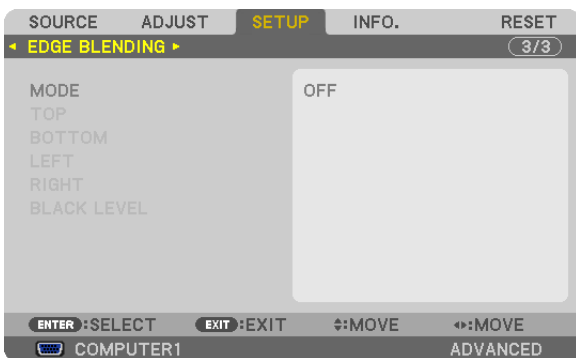 SOURCE ADJUST SETUP INFO. RESET
◂ EDGE BLENDING ▸ 3/3
MODE OFF
TOP
BOTTOM
LEFT
RIGHT
BLACK LEVEL
ENTER :SELECT EXIT :EXIT ⬍:MOVE ⬌:MOVE
COMPUTER1 ADVANCED